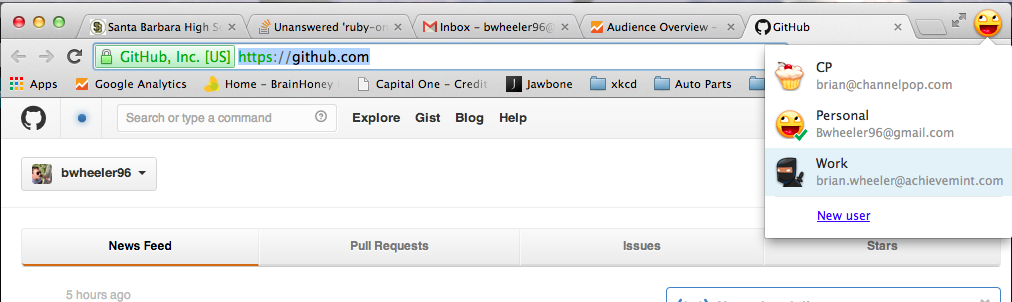 Santa Barbara High S
Unanswered 'ruby-on
Inbox - bwheeler96@
Audience Overview -
GitHub
GitHub, Inc. [US] https://github.com
Apps
Google Analytics
Home - BrainHoney
Capital One - Credit
Jawbone
xkcd
Auto Parts
Search or type a command
Explore
Gist
Blog
Help
bwheeler96
News Feed
Pull Requests
Issues
Stars
5 hours ago
CP
brian@channelpop.com
Personal
Bwheeler96@gmail.com
Work
brian.wheeler@achievemint.com
New user